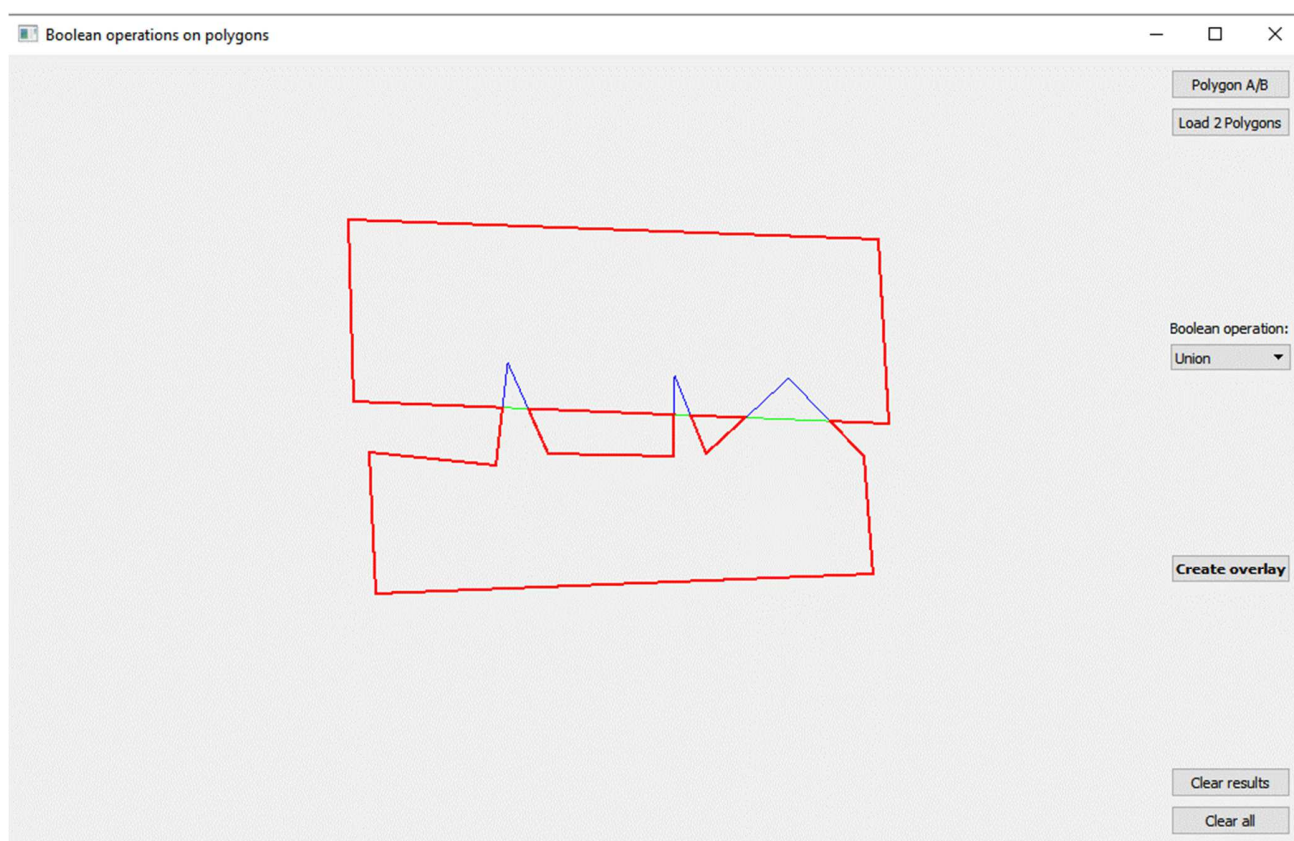 Boolean operations on polygons
Polygon A/B
Load 2 Polygons
Boolean operation:
Union
Create overlay
Clear results
Clear all